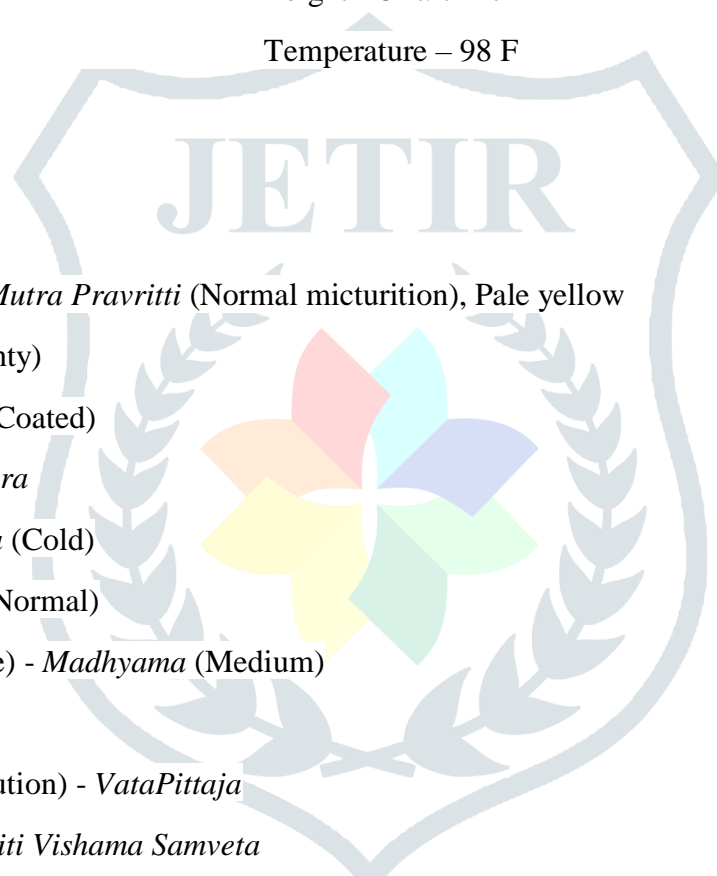 Temperature – 98 F
JETIR
Mutra Pravritti (Normal micturition), Pale yellow
nty)
Coated)
ra
(Cold)
Normal)
e) - Madhyama (Medium)
ution) - VataPittaja
iti Vishama Samveta